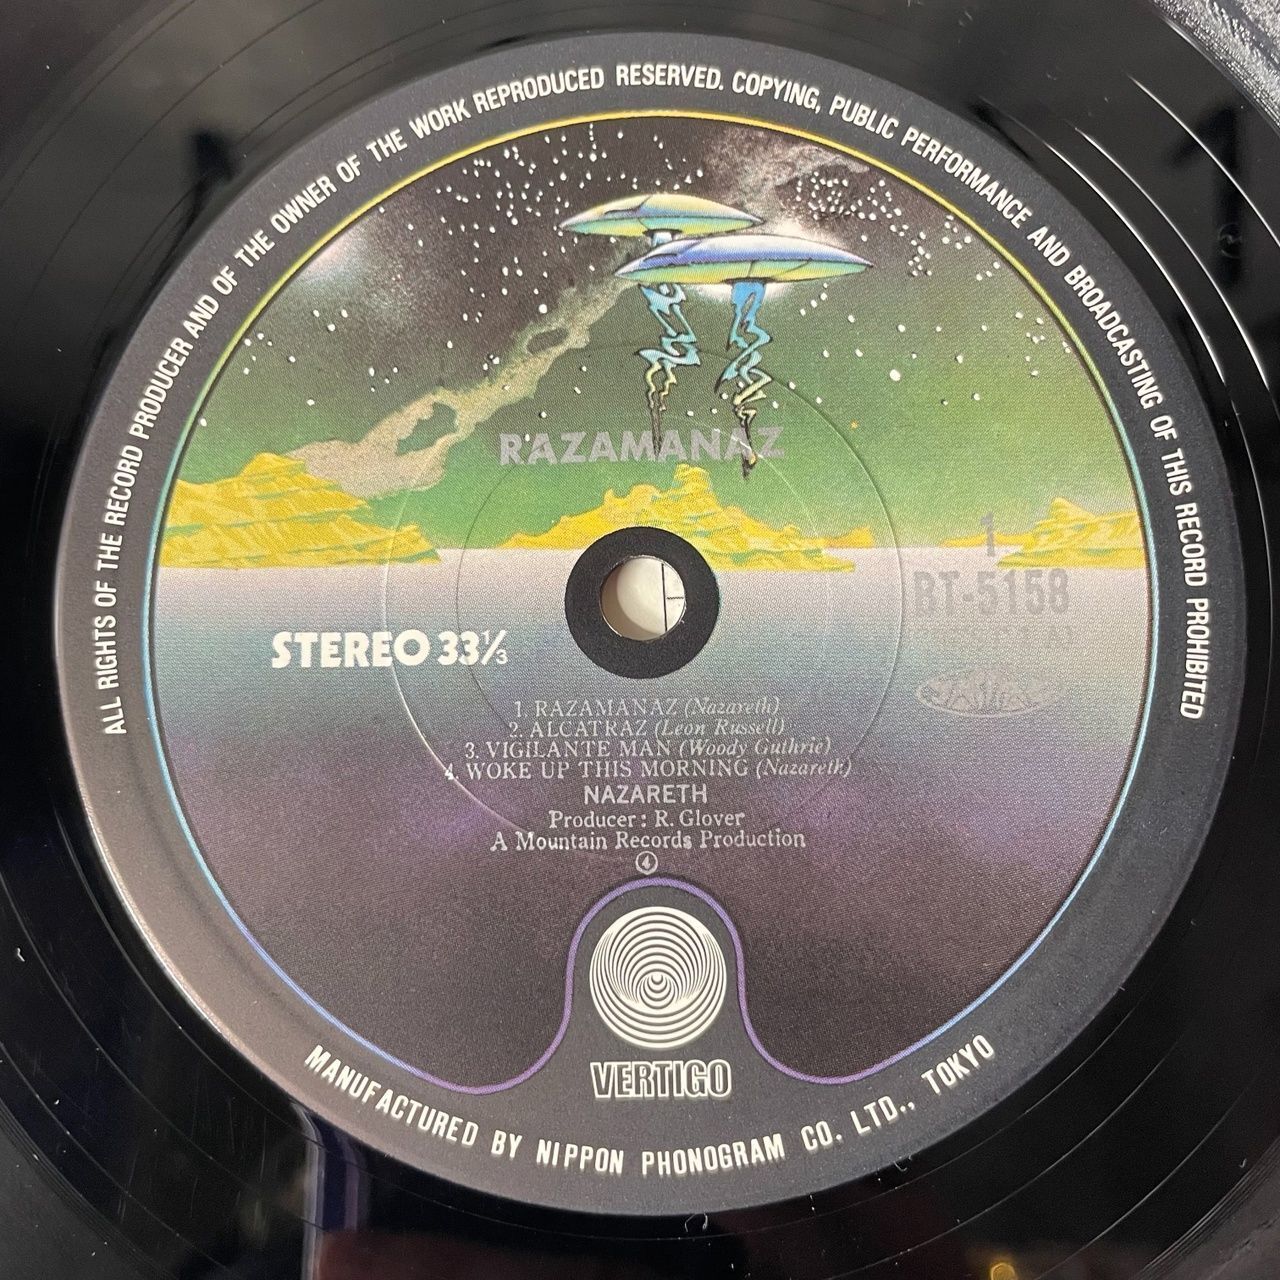 ALL RIGHTS OF THE RECORD PRODUCER AND OF THE OWNER OF THE WORK REPRODUCED RESERVED. COPYING, PUBLIC PERFORMANCE AND BROADCASTING OF THIS RECORD PROHIBITED
RAZAMANAZ
1
BT-5158
STEREO 33⅓
1. RAZAMANAZ (Nazareth)
2. ALCATRAZ (Leon Russell)
3. VIGILANTE MAN (Woody Guthrie)
4. WOKE UP THIS MORNING (Nazareth)
NAZARETH
Producer: R. Glover
A Mountain Records Production
④
VERTIGO
MANUFACTURED BY NIPPON PHONOGRAM CO. LTD., TOKYO